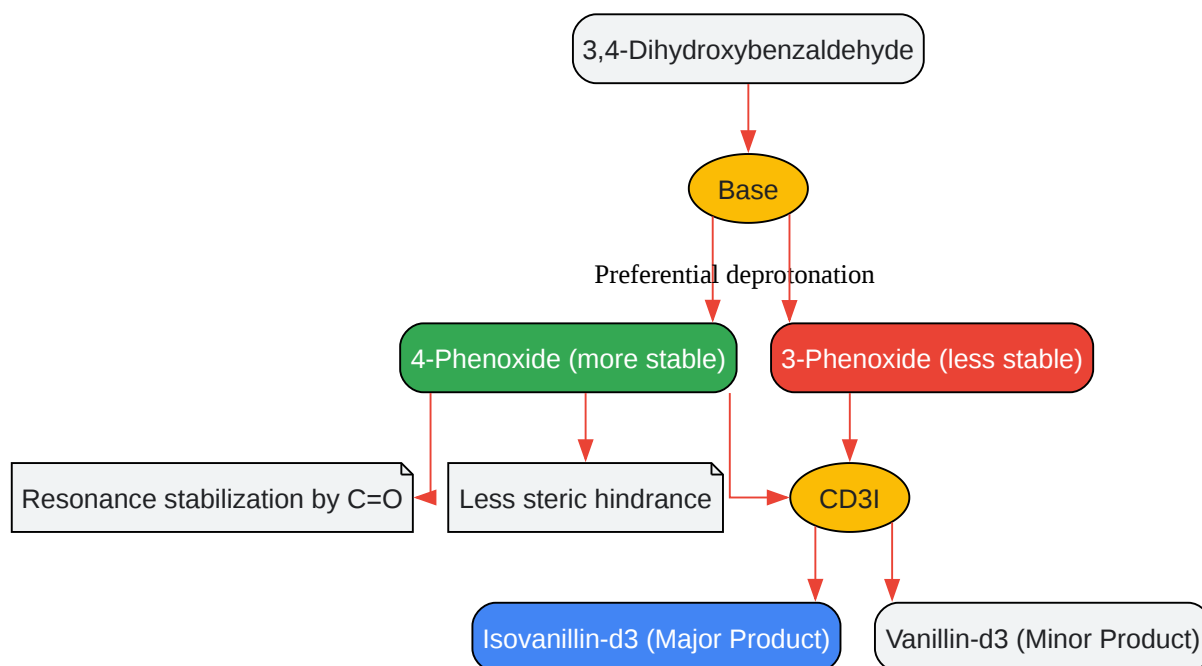 3,4-Dihydroxybenzaldehyde
Base
Preferential deprotonation
4-Phenoxide (more stable)
3-Phenoxide (less stable)
Resonance stabilization by C=O
Less steric hindrance
CD3I
Isovanillin-d3 (Major Product)
Vanillin-d3 (Minor Product)